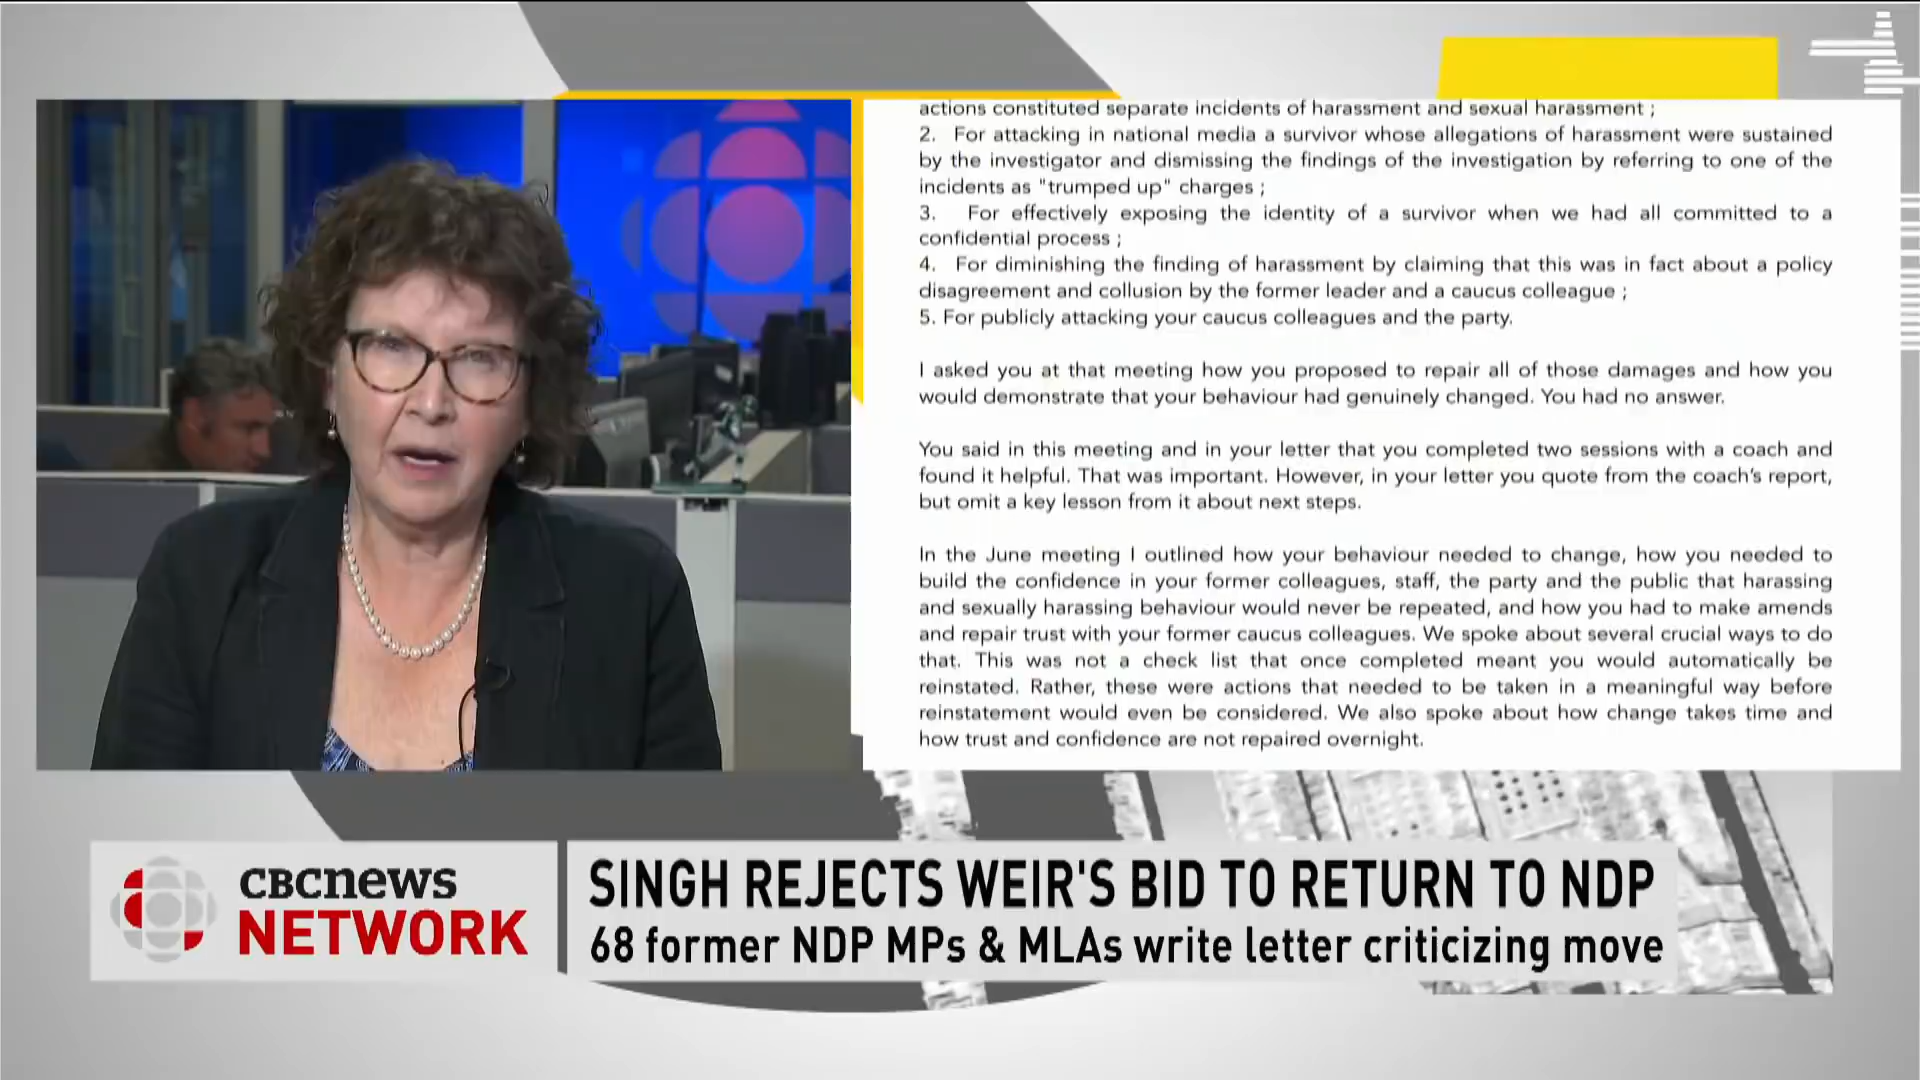 actions constituted separate incidents of harassment and sexual harassment ;
2. For attacking in national media a survivor whose allegations of harassment were sustained
by the investigator and dismissing the findings of the investigation by referring to one of the
incidents as "trumped up" charges ;
3. For effectively exposing the identity of a survivor when we had all committed to a
confidential process ;
4. For diminishing the finding of harassment by claiming that this was in fact about a policy
disagreement and collusion by the former leader and a caucus colleague ;
5. For publicly attacking your caucus colleagues and the party.
I asked you at that meeting how you proposed to repair all of those damages and how you
would demonstrate that your behaviour had genuinely changed. You had no answer.
You said in this meeting and in your letter that you completed two sessions with a coach and
found it helpful. That was important. However, in your letter you quote from the coach's report,
but omit a key lesson from it about next steps.
In the June meeting I outlined how your behaviour needed to change, how you needed to
build the confidence in your former colleagues, staff, the party and the public that harassing
and sexually harassing behaviour would never be repeated, and how you had to make amends
and repair trust with your former caucus colleagues. We spoke about several crucial ways to do
that. This was not a check list that once completed meant you would automatically be
reinstated. Rather, these were actions that needed to be taken in a meaningful way before
reinstatement would even be considered. We also spoke about how change takes time and
how trust and confidence are not repaired overnight.
cbcnews
NETWORK
SINGH REJECTS WEIR'S BID TO RETURN TO NDP
68 former NDP MPs & MLAs write letter criticizing move